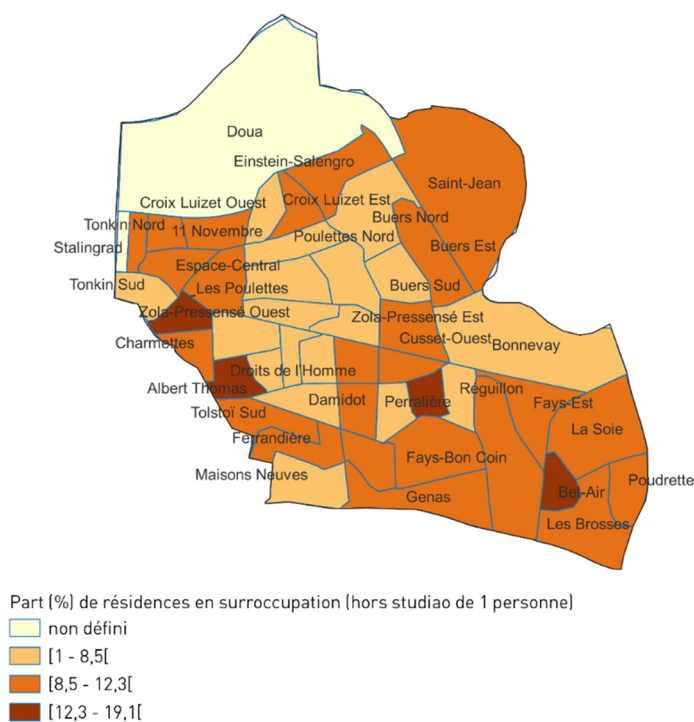 Doua
Einstein-Salengro
Saint-Jean
Croix Luizet Ouest
Croix Luizet Est
Buers Nord
Tonkin Nord
11 Novembre
Poulettes Nord
Stalingrad
Buers Est
Espace-Central
Tonkin Sud
Les Poulettes
Buers Sud
Zola-Pressensé Ouest
Zola-Pressensé Est
Charmettes
Cusset-Ouest
Bonnevay
Droits de l'Homme
Albert Thomas
Réguillon
Damidot
Perralière
Fays-Est
Tolstoï Sud
La Soie
Ferrandière
Fays-Bon Coin
Maisons Neuves
Poudrette
Bel-Air
Genas
Les Brosses
Part (%) de résidences en surroccupation (hors studiao de 1 personne)
non défini
[1 - 8,5[
[8,5 - 12,3[
[12,3 - 19,1[